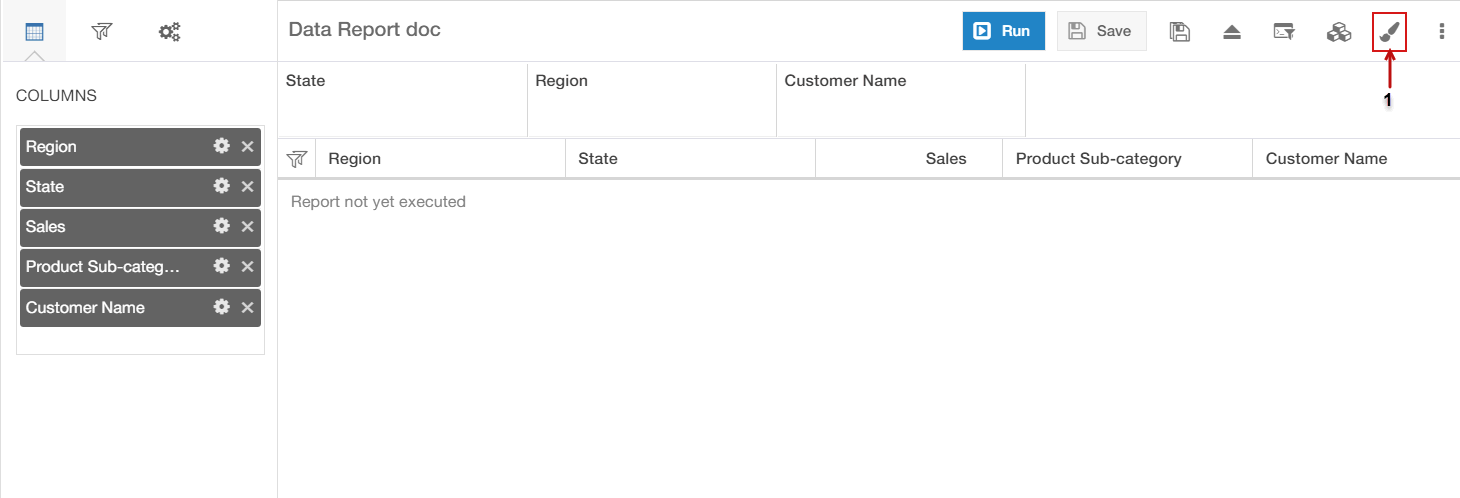 Data Report doc
Run
Save
1
COLUMNS
Region
State
Sales
Product Sub-categ...
Customer Name
State
Region
Customer Name
Region
State
Sales
Product Sub-category
Customer Name
Report not yet executed